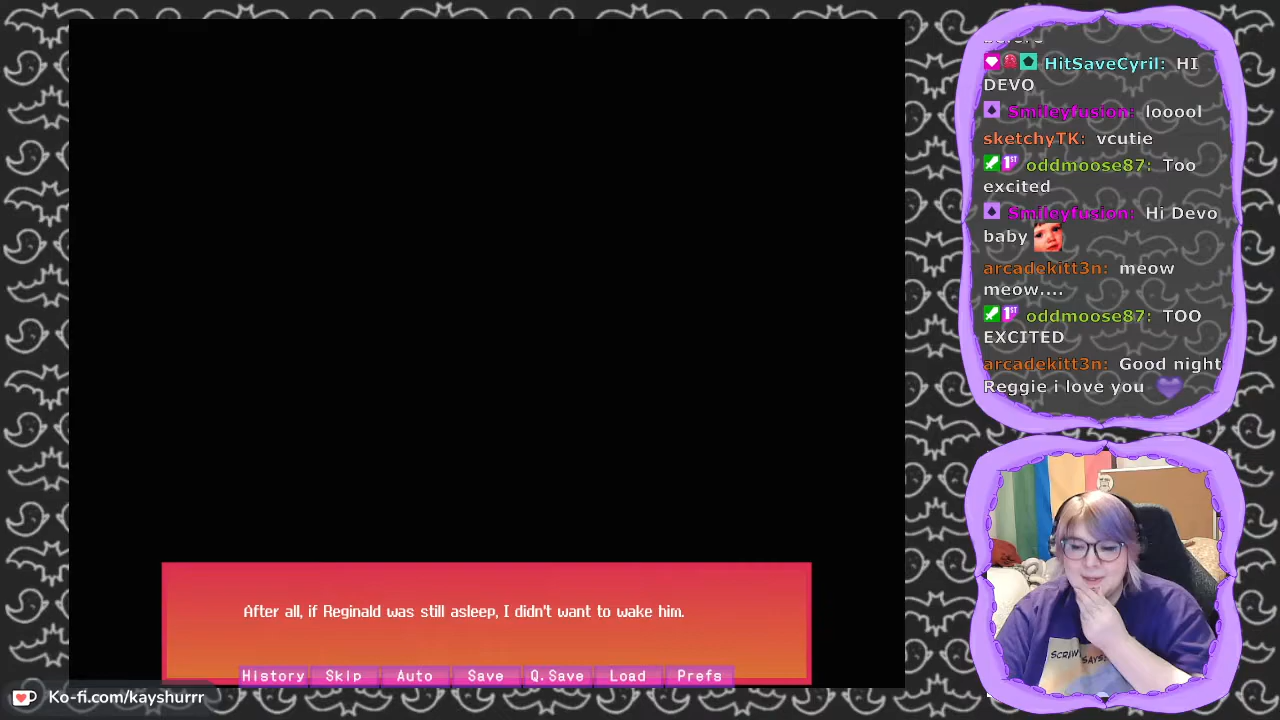 HitSaveCyril: HI
DEVO
Smileyfusion: looool
sketchyTK: vcutie
oddmoose87: Too
excited
Smileyfusion: Hi Devo
baby
arcadekitt3n: meow
meow....
oddmoose87: TOO
EXCITED
arcadekitt3n: Good night
Reggie i love you
After all, if Reginald was still asleep, I didn't want to wake him.
History Skip Auto Save Q.Save Load Prefs
Ko-fi.com/kayshurrr